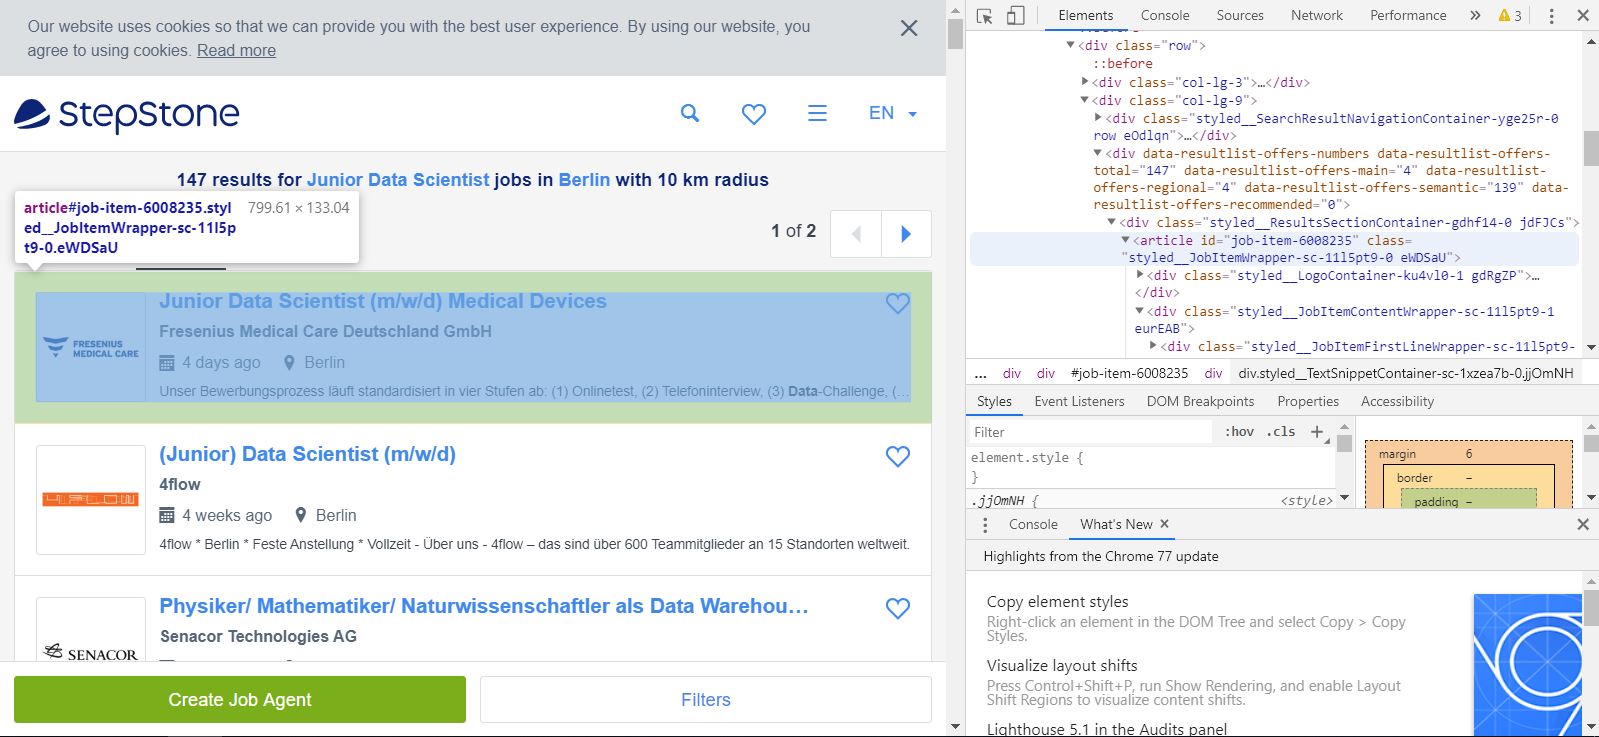 Our website uses cookies so that we can provide you with the best user experience. By using our website, you
agree to using cookies. Read more
StepStone
EN
147 results for Junior Data Scientist jobs in Berlin with 10 km radius
article#job-item-6008235.styl
ed__JobItemWrapper-sc-11l5p
t9-0.eWDSaU
799.61 × 133.04
1 of 2
Junior Data Scientist (m/w/d) Medical Devices
FRESENIUS
MEDICAL CARE
Fresenius Medical Care Deutschland GmbH
4 days ago Berlin
Unser Bewerbungsprozess läuft standardisiert in vier Stufen ab: (1) Onlinetest, (2) Telefoninterview, (3) Data-Challenge, (…
(Junior) Data Scientist (m/w/d)
4FLOW
4flow
4 weeks ago Berlin
4flow * Berlin * Feste Anstellung * Vollzeit - Über uns - 4flow – das sind über 600 Teammitglieder an 15 Standorten weltweit.
Physiker/ Mathematiker/ Naturwissenschaftler als Data Warehou…
Senacor Technologies AG
SENACOR
Create Job Agent
Filters
Elements Console Sources Network Performance » 3
<div class="row">
::before
<div class="col-lg-3">…</div>
<div class="col-lg-9">
<div class="styled__SearchResultNavigationContainer-yge25r-0
row eOdlqn">…</div>
<div data-resultlist-offers-numbers data-resultlist-offers-
total="147" data-resultlist-offers-main="4" data-resultlist-
offers-regional="4" data-resultlist-offers-semantic="139" data-
resultlist-offers-recommended="0">
<div class="styled__ResultsSectionContainer-gdhf14-0 jdFJCs">
<article id="job-item-6008235" class=
"styled__JobItemWrapper-sc-11l5pt9-0 eWDSaU">
<div class="styled__LogoContainer-ku4vl0-1 gdRgZP">…
</div>
<div class="styled__JobItemContentWrapper-sc-11l5pt9-1
eurEAB">
<div class="styled__JobItemFirstLineWrapper-sc-11l5pt9-
... div div #job-item-6008235 div div.styled__TextSnippetContainer-sc-1xzea7b-0.jjOmNH
Styles Event Listeners DOM Breakpoints Properties Accessibility
Filter :hov .cls +
element.style {
}
.jjOmNH { <style>
margin 6
border –
padding –
Console What's New ×
Highlights from the Chrome 77 update
Copy element styles
Right-click an element in the DOM Tree and select Copy > Copy
Styles.
Visualize layout shifts
Press Control+Shift+P, run Show Rendering, and enable Layout
Shift Regions to visualize content shifts.
Lighthouse 5.1 in the Audits panel